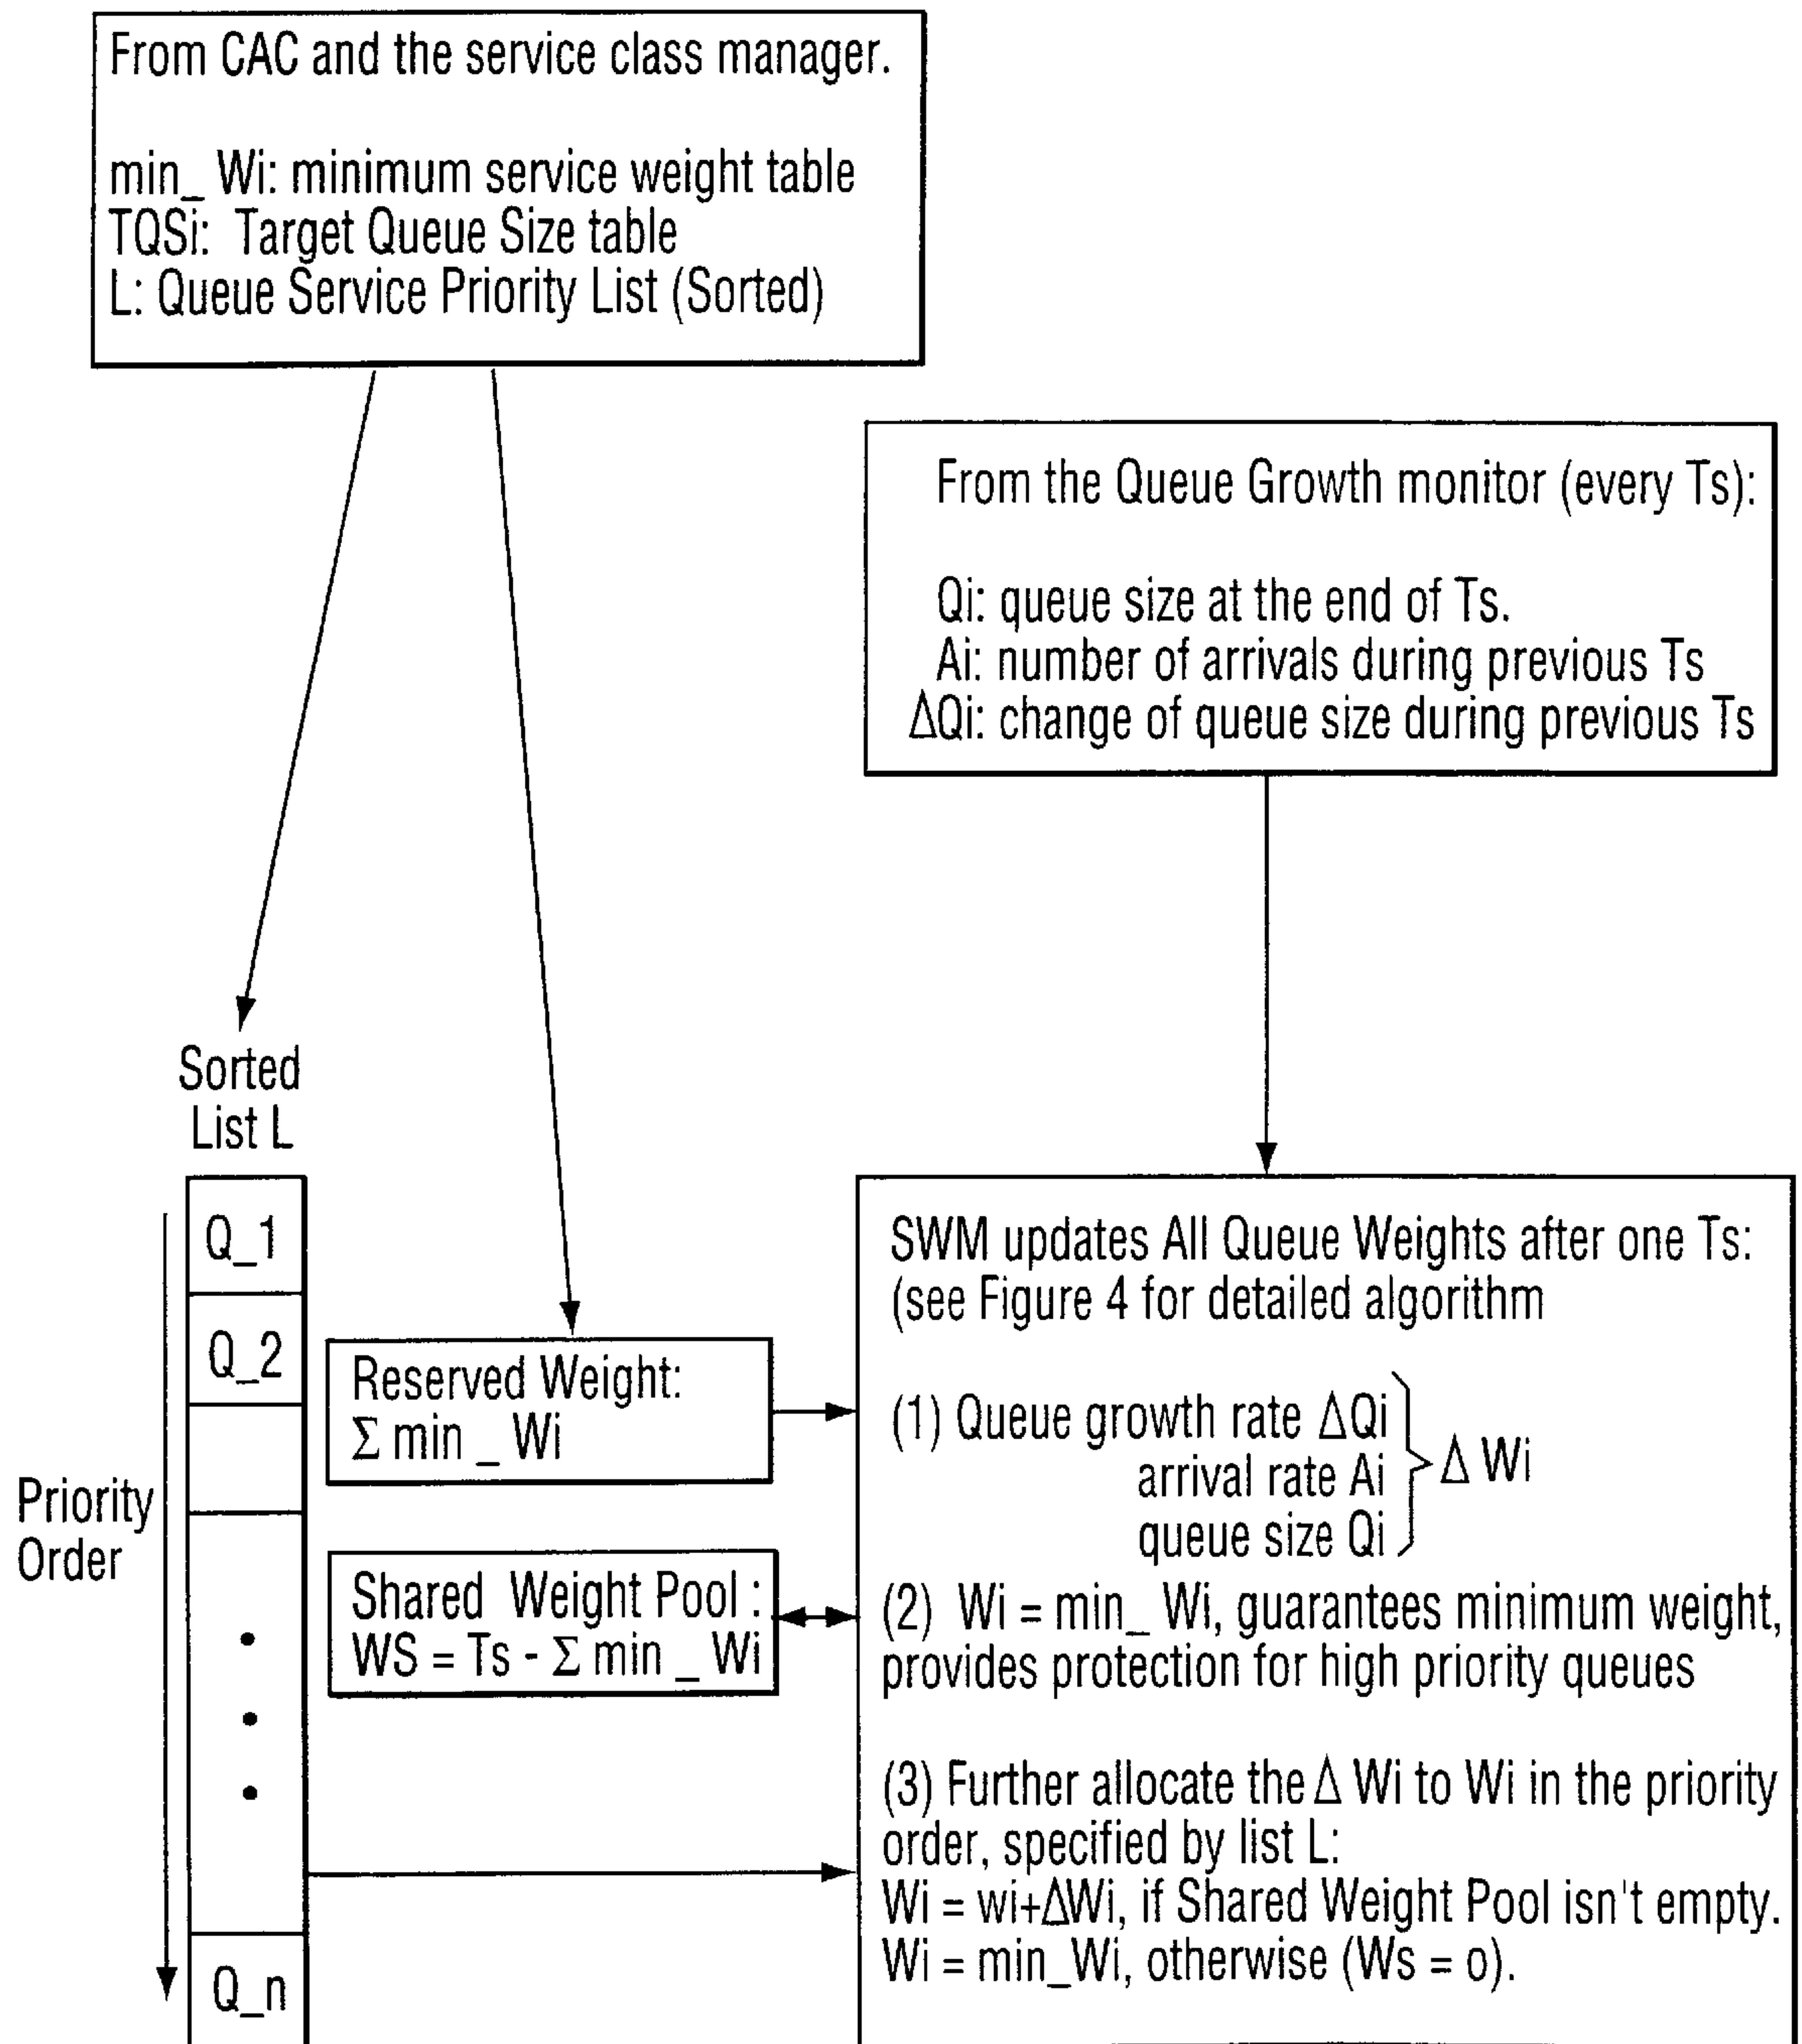 From CAC and the service class manager.
min_ Wi: minimum service weight table
TQSi: Target Queue Size table
L: Queue Service Priority List (Sorted)
From the Queue Growth monitor (every Ts):
Qi: queue size at the end of Ts.
Ai: number of arrivals during previous Ts
ΔQi: change of queue size during previous Ts
Sorted
List L
Q_1
Q_2
Q_n
Priority
Order
Reserved Weight:
Σ min _ Wi
Shared Weight Pool :
WS = Ts - Σ min _ Wi
SWM updates All Queue Weights after one Ts:
(see Figure 4 for detailed algorithm
(1) Queue growth rate ΔQi
arrival rate Ai
queue size Qi
Δ Wi
(2) Wi = min_ Wi, guarantees minimum weight,
provides protection for high priority queues
(3) Further allocate the Δ Wi to Wi in the priority
order, specified by list L:
Wi = wi+ΔWi, if Shared Weight Pool isn't empty.
Wi = min_Wi, otherwise (Ws = o).